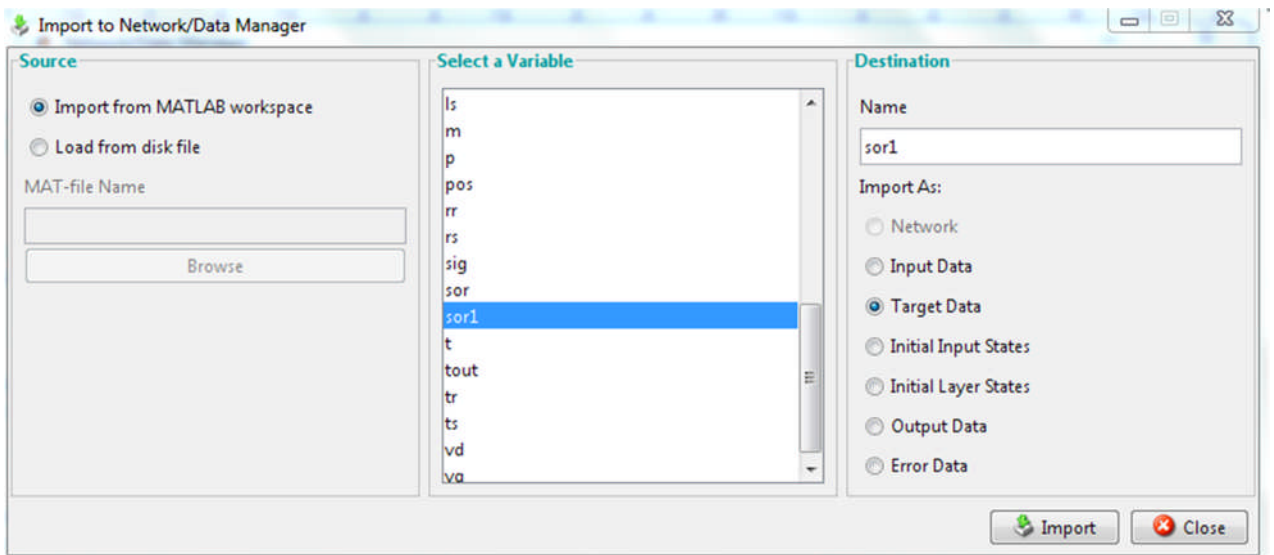 Import to Network/Data Manager
Source
Import from MATLAB workspace
Load from disk file
MAT-file Name
Browse
Select a Variable
ls
m
p
pos
rr
rs
sig
sor
sor1
t
tout
tr
ts
vd
Destination
Name
sor1
Import As:
Network
Input Data
Target Data
Initial Input States
Initial Layer States
Output Data
Error Data
Import
Close